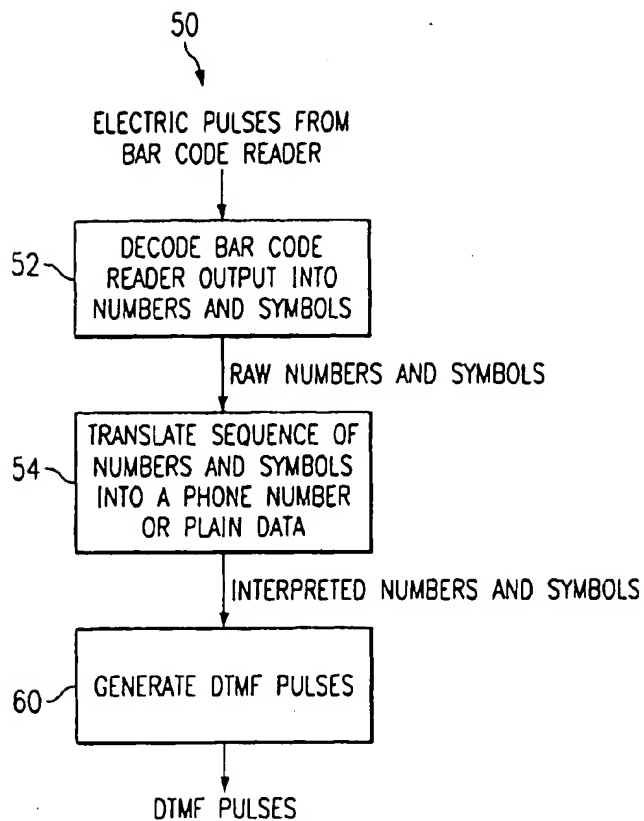 50
ELECTRIC PULSES FROM
BAR CODE READER
52
DECODE BAR CODE
READER OUTPUT INTO
NUMBERS AND SYMBOLS
RAW NUMBERS AND SYMBOLS
54
TRANSLATE SEQUENCE OF
NUMBERS AND SYMBOLS
INTO A PHONE NUMBER
OR PLAIN DATA
INTERPRETED NUMBERS AND SYMBOLS
60
GENERATE DTMF PULSES
DTMF PULSES